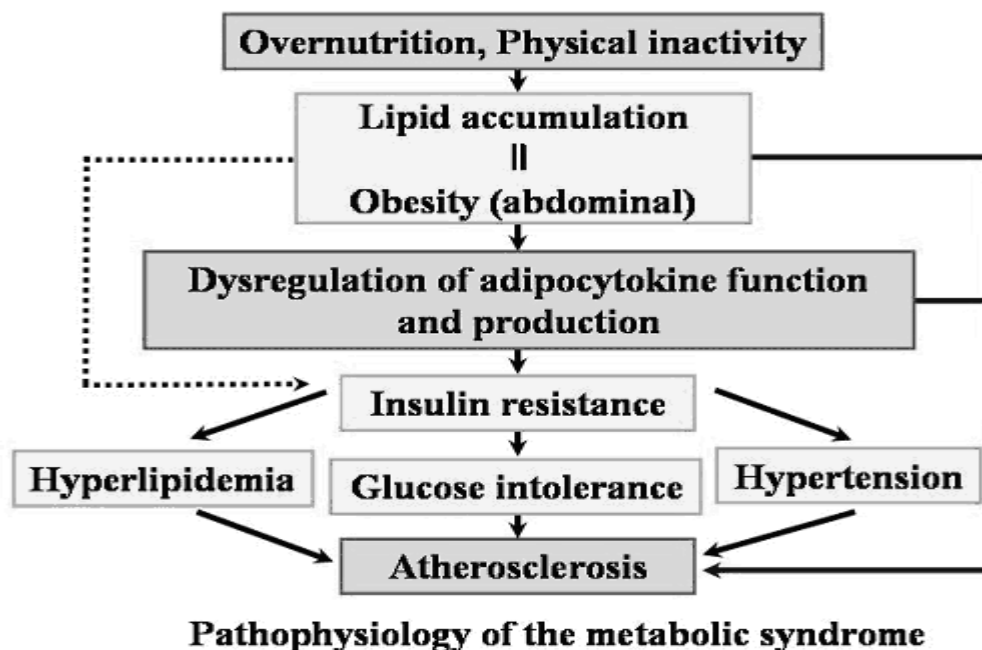 Overnutrition, Physical inactivity
Lipid accumulation
=
Obesity (abdominal)
Dysregulation of adipocytokine function
and production
Insulin resistance
Hyperlipidemia
Glucose intolerance
Hypertension
Atherosclerosis
Pathophysiology of the metabolic syndrome